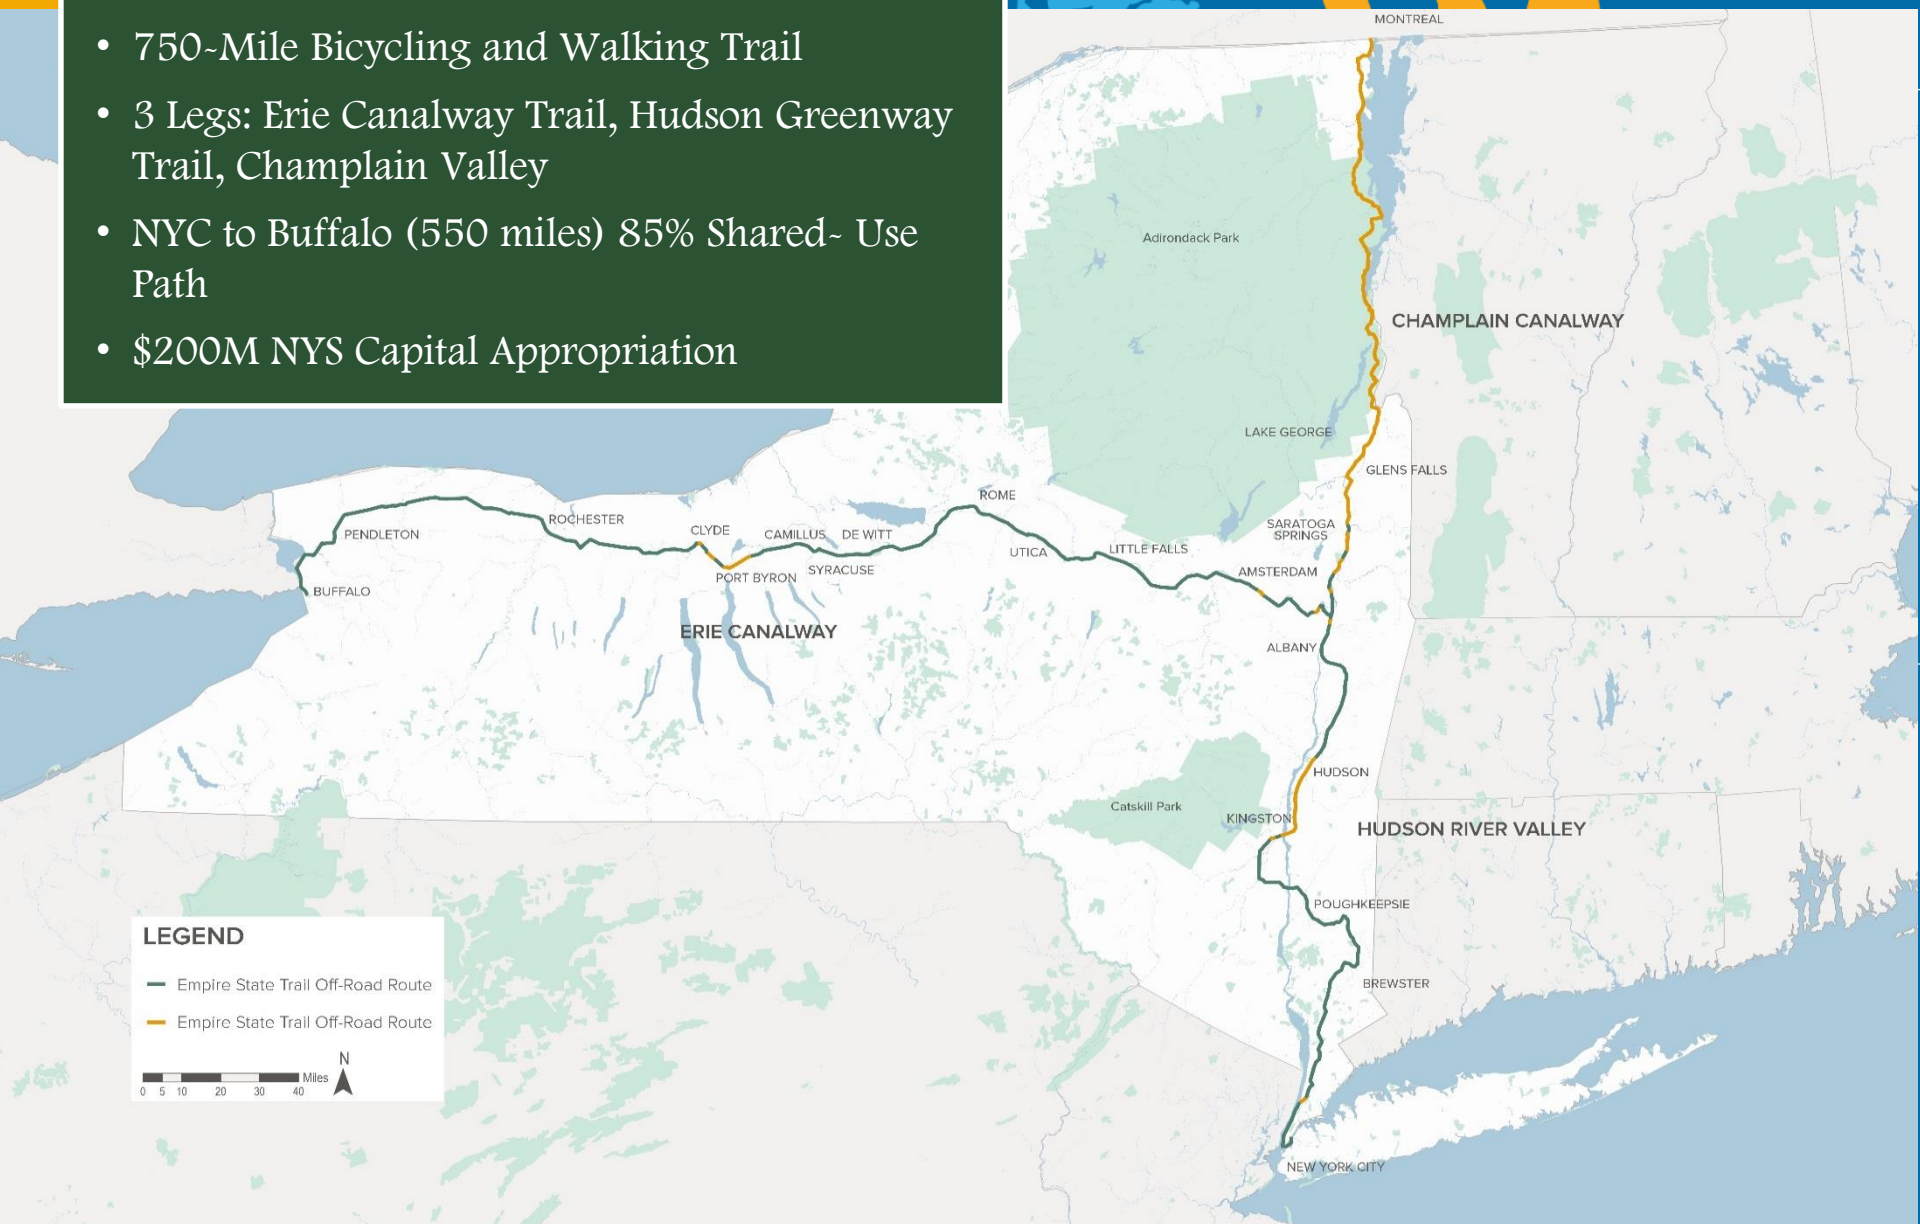 • 750-Mile Bicycling and Walking Trail
• 3 Legs: Erie Canalway Trail, Hudson Greenway
Trail, Champlain Valley
• NYC to Buffalo (550 miles) 85% Shared- Use
Path
• $200M NYS Capital Appropriation
MONTREAL
Adirondack Park
CHAMPLAIN CANALWAY
LAKE GEORGE
GLENS FALLS
ROME
ROCHESTER
CLYDE
CAMILLUS
DE WITT
SARATOGA
SPRINGS
PENDLETON
UTICA
LITTLE FALLS
PORT BYRON
SYRACUSE
AMSTERDAM
BUFFALO
ERIE CANALWAY
ALBANY
HUDSON
Catskill Park
KINGSTON
HUDSON RIVER VALLEY
POUGHKEEPSIE
BREWSTER
NEW YORK CITY
LEGEND
Empire State Trail Off-Road Route
Empire State Trail Off-Road Route
N
Miles
0 5 10 20 30 40